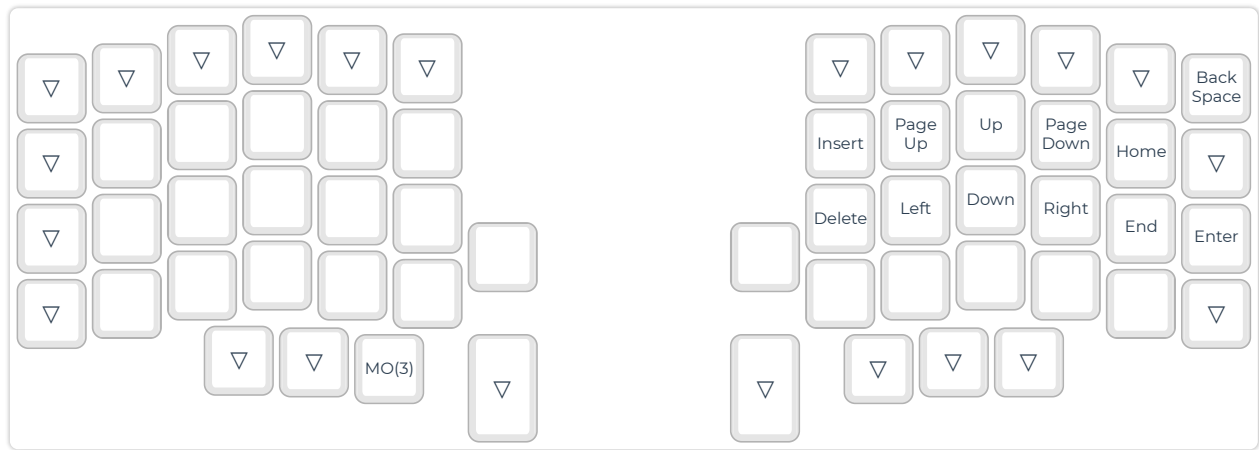 ▽ ▽ ▽ ▽ ▽ ▽ ▽ ▽ ▽ ▽ ▽ Back
Space
▽ Insert Page
Up Up Page
Down Home ▽
▽ Delete Left Down Right End Enter
▽ ▽
▽ ▽ MO(3) ▽ ▽ ▽ ▽ ▽